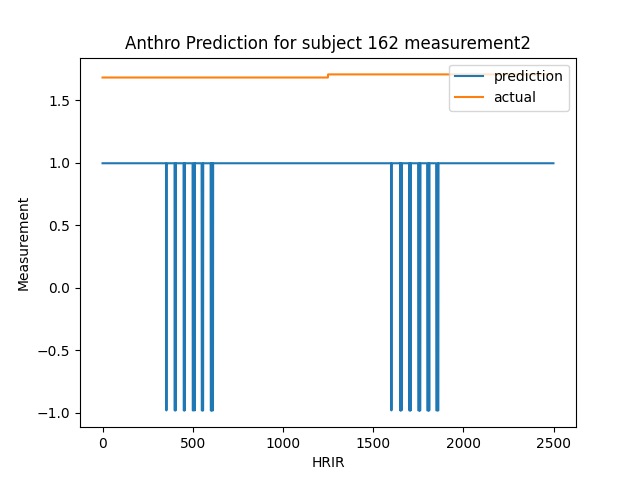 Anthro Prediction for subject 162 measurement2
prediction
actual
Measurement
1.5
1.0
0.5
0.0
−0.5
−1.0
0 500 1000 1500 2000 2500
HRIR